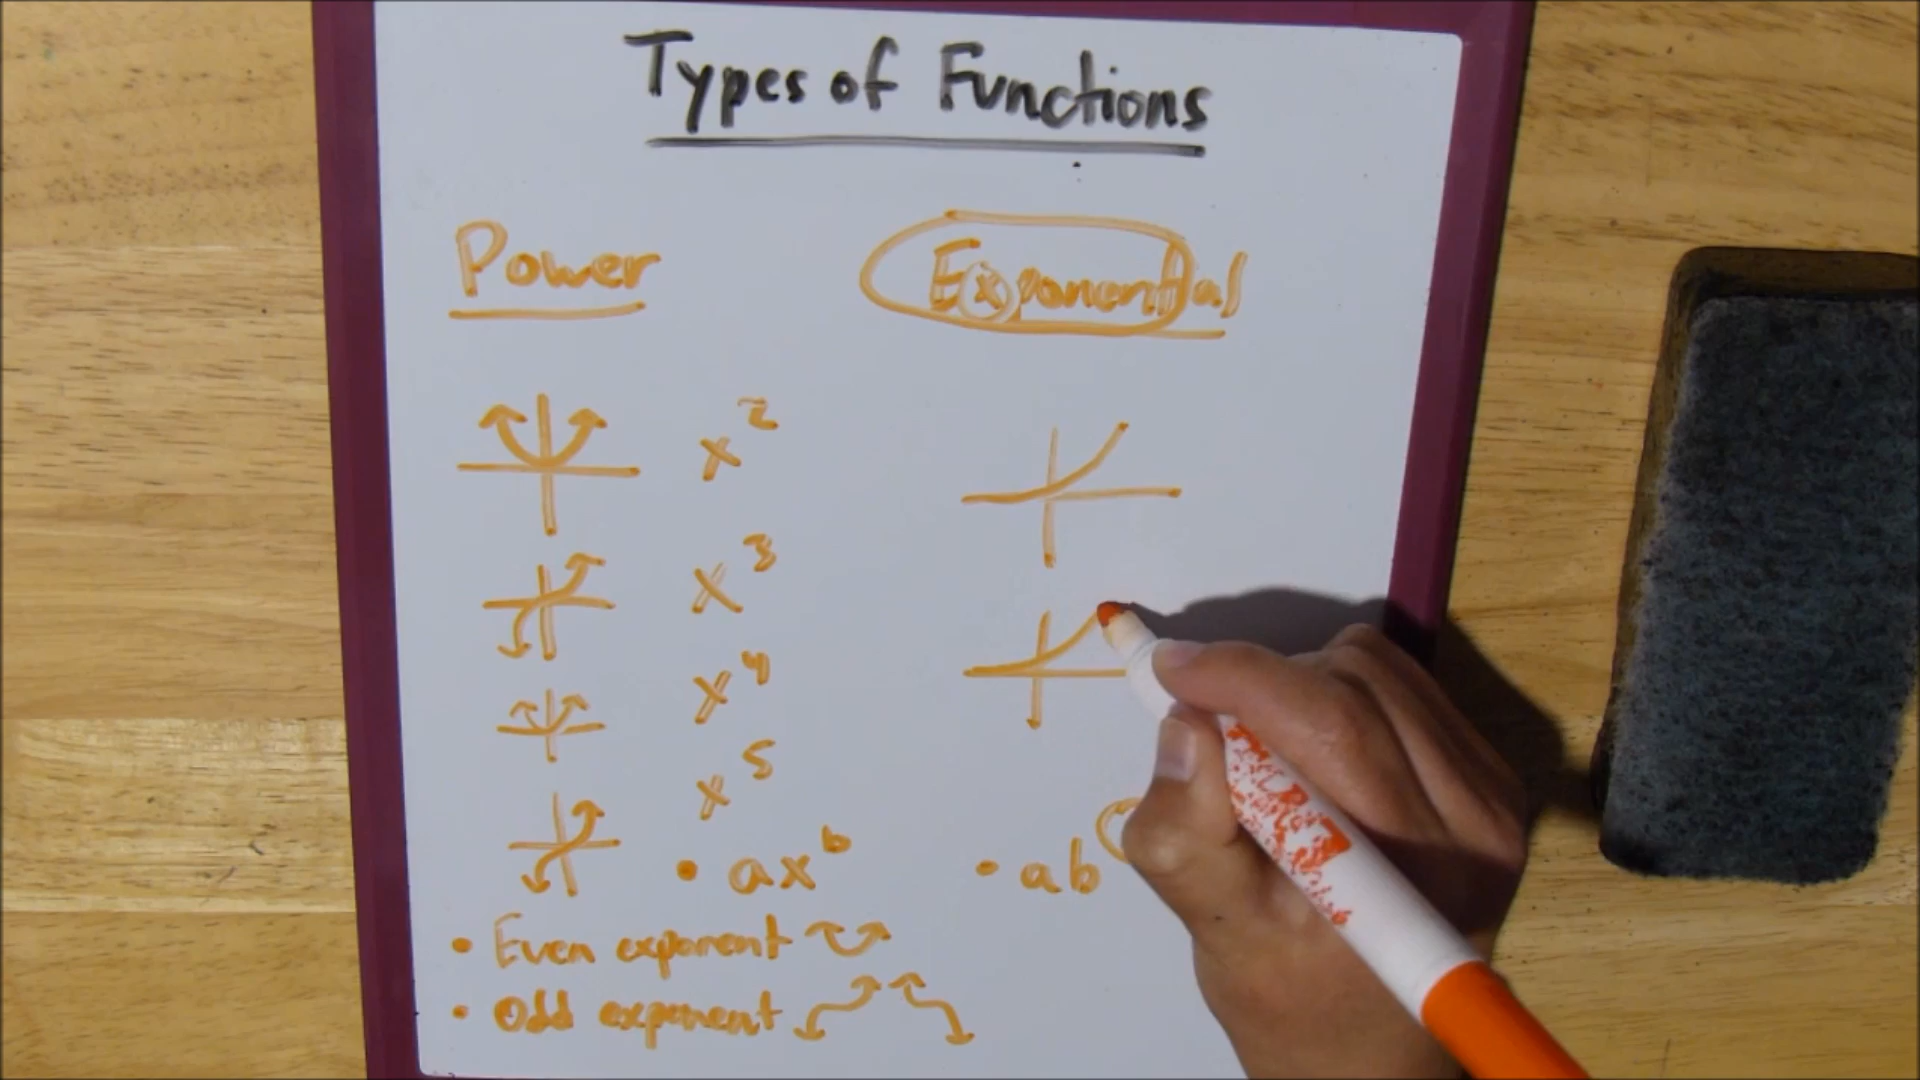 Types of Functions
Power
Exponential
x²
x³
x⁴
x⁵
• axᵇ
• ab
• Even exponent
• Odd exponent